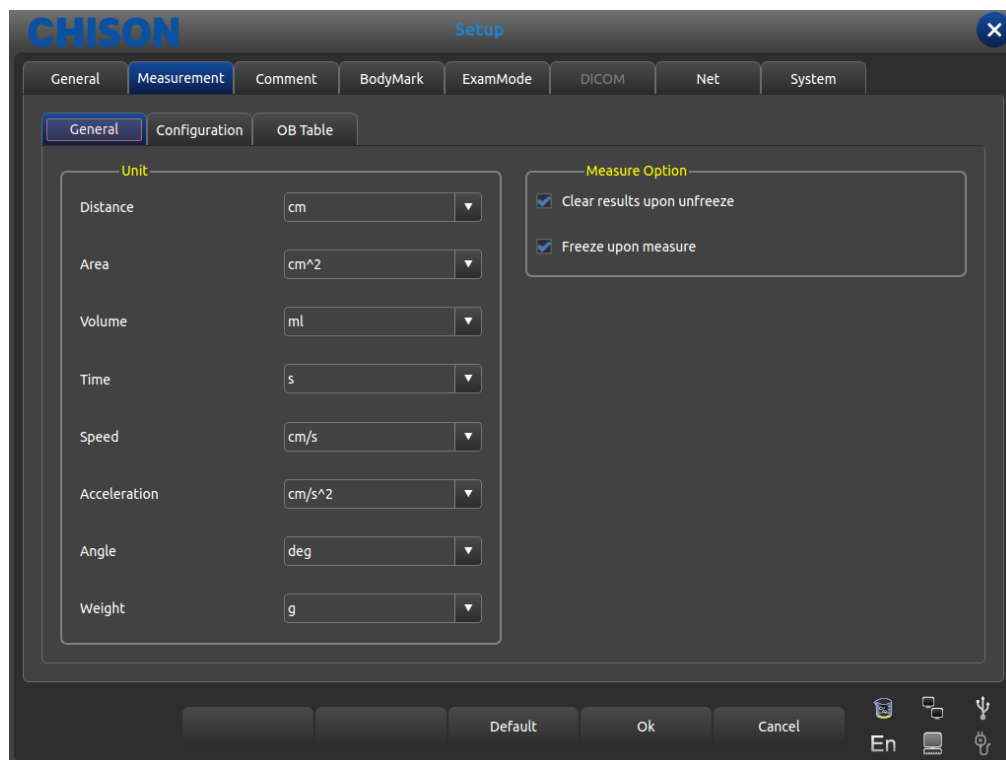 CHISON
Setup
General Measurement Comment BodyMark ExamMode DICOM Net System
General Configuration OB Table
Unit
Distance cm
Area cm^2
Volume ml
Time s
Speed cm/s
Acceleration cm/s^2
Angle deg
Weight g
Measure Option
Clear results upon unfreeze
Freeze upon measure
Default Ok Cancel
En